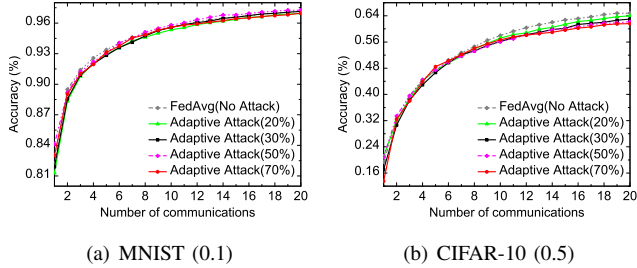 0.96
0.93
0.90
0.87
0.84
0.81
Accuracy (%)
FedAvg(No Attack)
Adaptive Attack(20%)
Adaptive Attack(30%)
Adaptive Attack(50%)
Adaptive Attack(70%)
2 4 6 8 10 12 14 16 18 20
Number of communications
(a) MNIST (0.1)
0.64
0.56
0.48
0.40
0.32
0.24
0.16
Accuracy (%)
FedAvg(No Attack)
Adaptive Attack(20%)
Adaptive Attack(30%)
Adaptive Attack(50%)
Adaptive Attack(70%)
2 4 6 8 10 12 14 16 18 20
Number of communications
(b) CIFAR-10 (0.5)